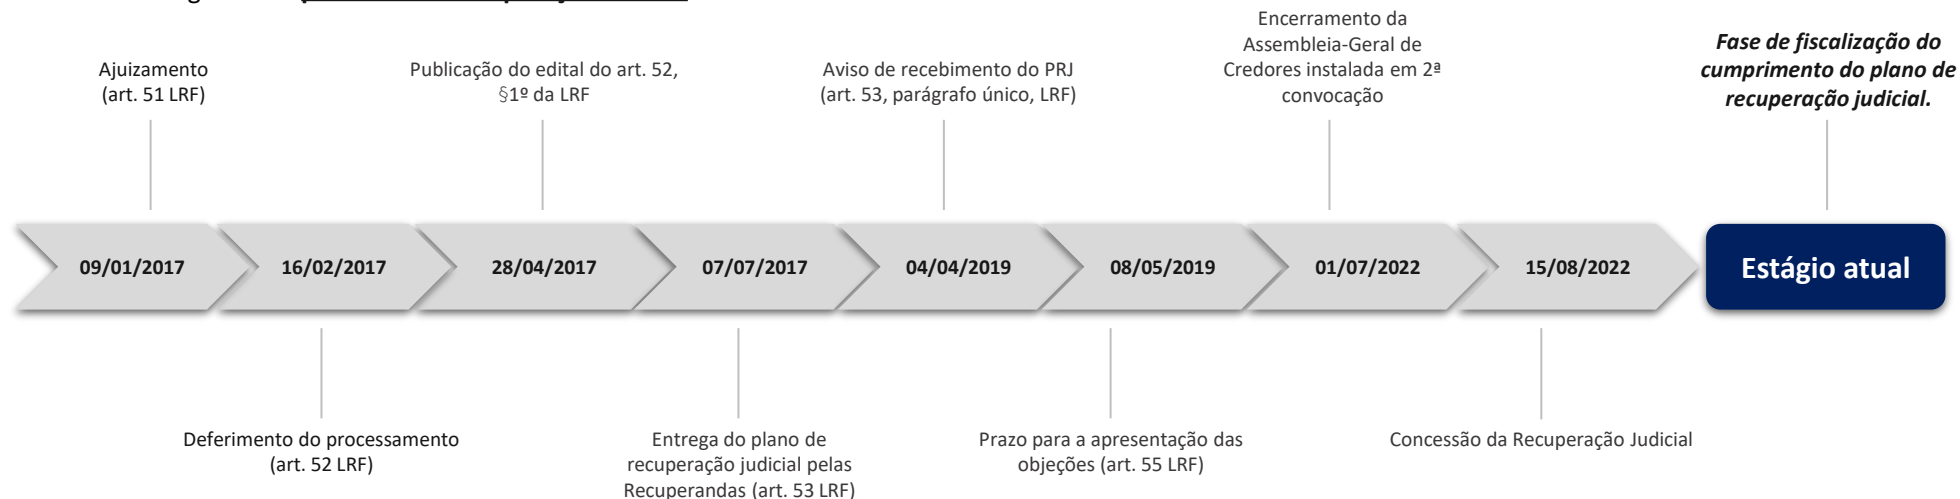 Encerramento da
Assembleia-Geral de
Credores instalada em 2ª
convocação
Fase de fiscalização do
cumprimento do plano de
recuperação judicial.
Ajuizamento
(art. 51 LRF)
Publicação do edital do art. 52,
§1º da LRF
Aviso de recebimento do PRJ
(art. 53, parágrafo único, LRF)
09/01/2017
16/02/2017
28/04/2017
07/07/2017
04/04/2019
08/05/2019
01/07/2022
15/08/2022
Estágio atual
Deferimento do processamento
(art. 52 LRF)
Entrega do plano de
recuperação judicial pelas
Recuperandas (art. 53 LRF)
Prazo para a apresentação das
objeções (art. 55 LRF)
Concessão da Recuperação Judicial